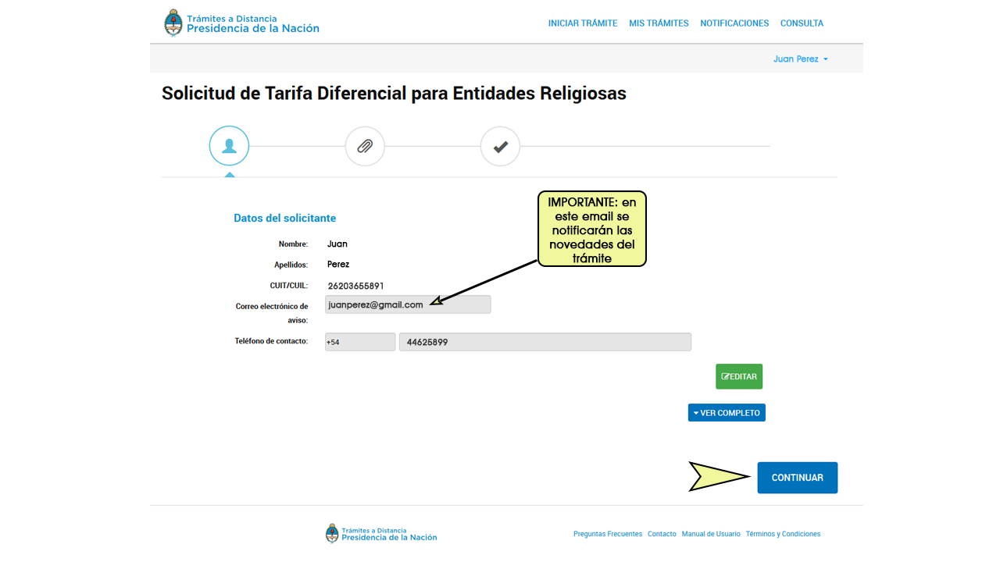 Trámites a Distancia
Presidencia de la Nación
INICIAR TRÁMITE MIS TRÁMITES NOTIFICACIONES CONSULTA
Juan Perez
Solicitud de Tarifa Diferencial para Entidades Religiosas
IMPORTANTE: en
este email se
notificarán las
novedades del
trámite
Datos del solicitante
Nombre: Juan
Apellidos: Perez
CUIT/CUIL: 26203655891
Correo electrónico de
aviso:
juanperez@gmail.com
Teléfono de contacto: +54 44625899
EDITAR
VER COMPLETO
CONTINUAR
Trámites a Distancia
Presidencia de la Nación
Preguntas Frecuentes Contacto Manual de Usuario Términos y Condiciones